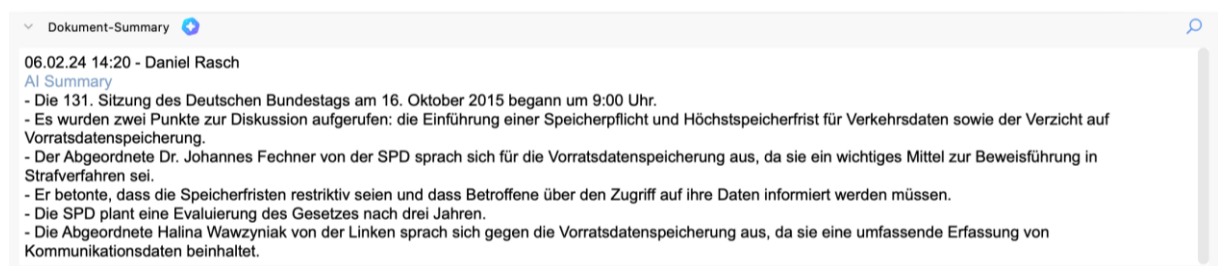 Dokument-Summary
06.02.24 14:20 - Daniel Rasch
AI Summary
- Die 131. Sitzung des Deutschen Bundestags am 16. Oktober 2015 begann um 9:00 Uhr.
- Es wurden zwei Punkte zur Diskussion aufgerufen: die Einführung einer Speicherpflicht und Höchstspeicherfrist für Verkehrsdaten sowie der Verzicht auf
Vorratsdatenspeicherung.
- Der Abgeordnete Dr. Johannes Fechner von der SPD sprach sich für die Vorratsdatenspeicherung aus, da sie ein wichtiges Mittel zur Beweisführung in
Strafverfahren sei.
- Er betonte, dass die Speicherfristen restriktiv seien und dass Betroffene über den Zugriff auf ihre Daten informiert werden müssen.
- Die SPD plant eine Evaluierung des Gesetzes nach drei Jahren.
- Die Abgeordnete Halina Wawzyniak von der Linken sprach sich gegen die Vorratsdatenspeicherung aus, da sie eine umfassende Erfassung von
Kommunikationsdaten beinhaltet.